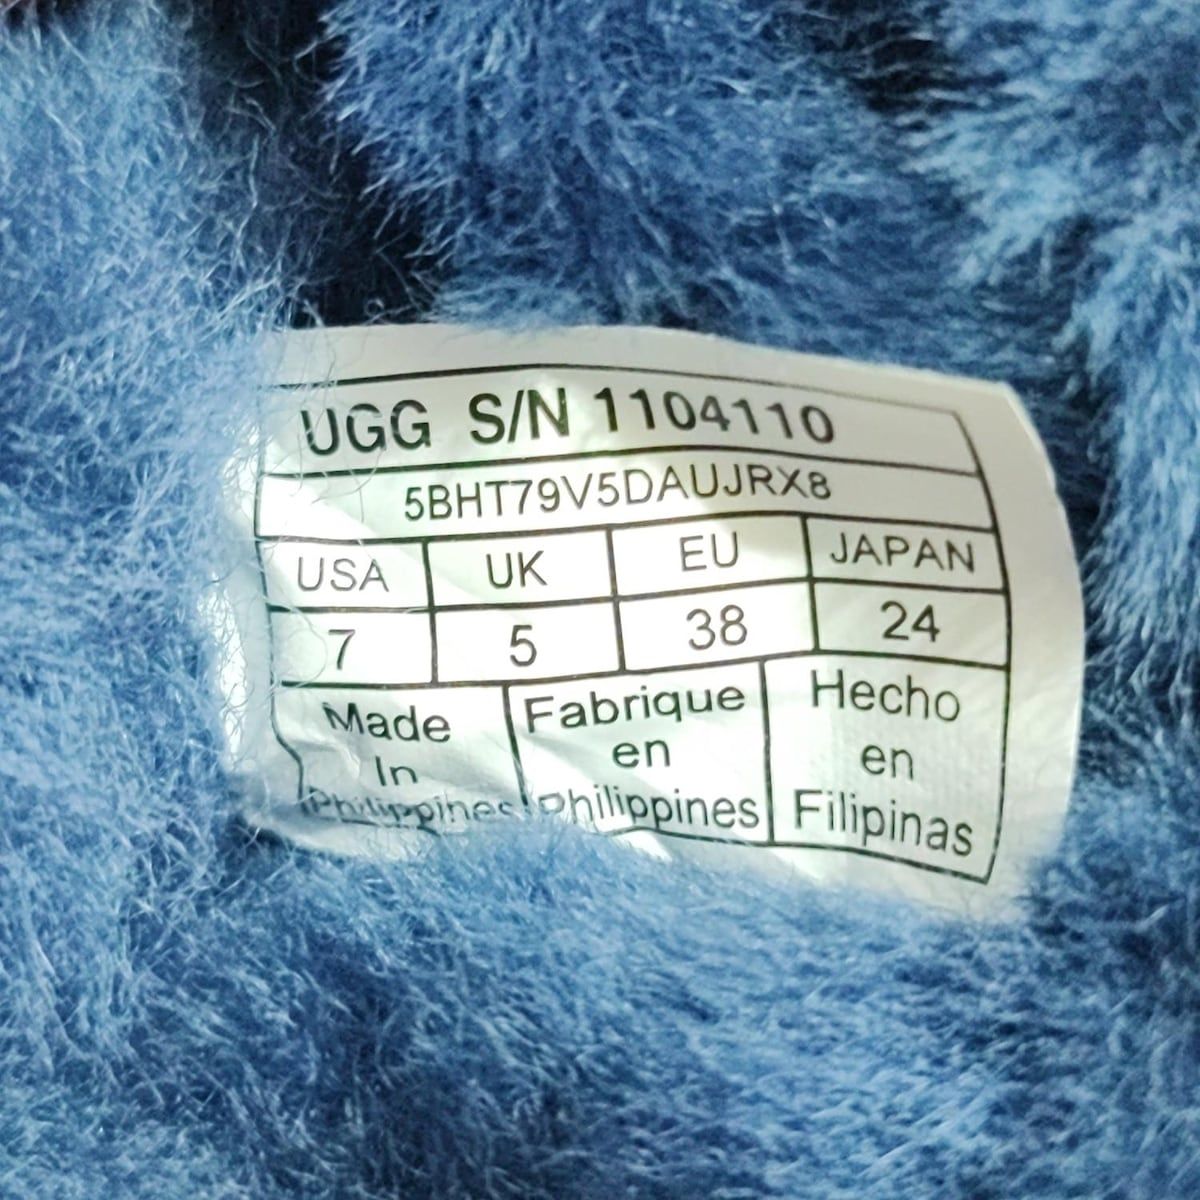 UGG S/N 1104110
5BHT79V5DAUJRX8
USA UK EU JAPAN
7 5 38 24
Made In Philippines
Fabrique en Philippines
Hecho en Filipinas